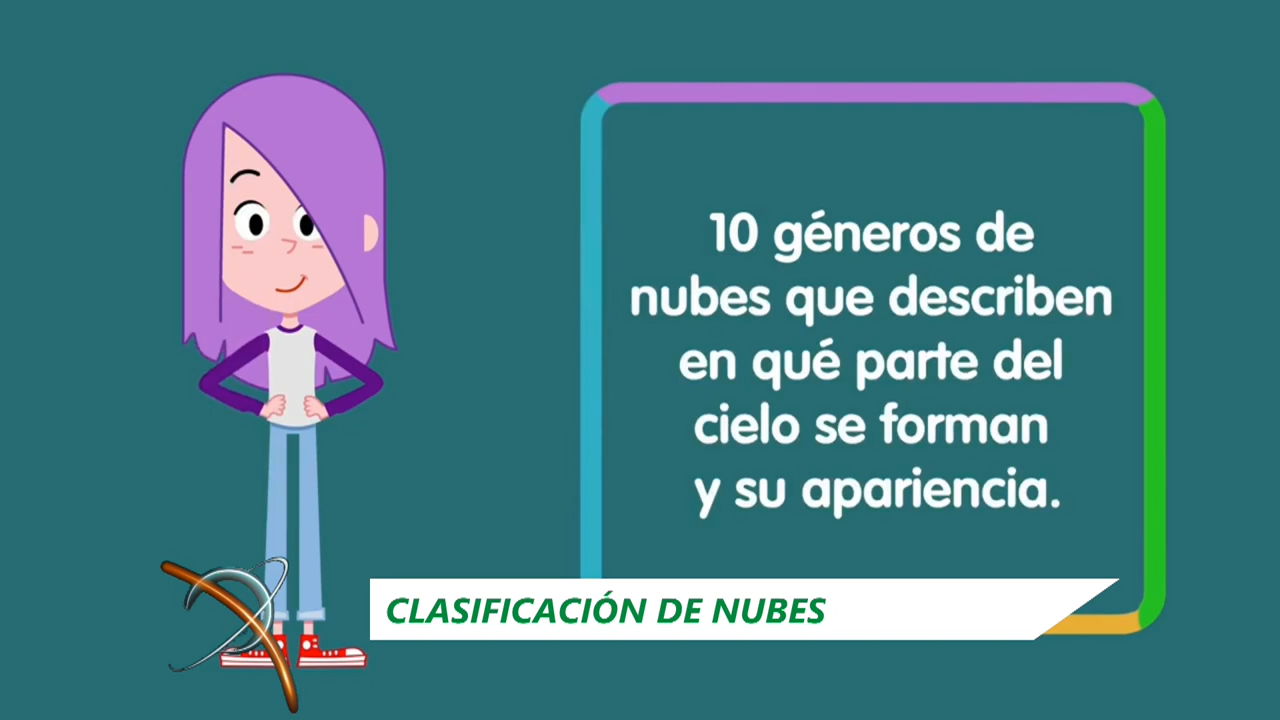 10 géneros de
nubes que describen
en qué parte del
cielo se forman
y su apariencia.
CLASIFICACIÓN DE NUBES